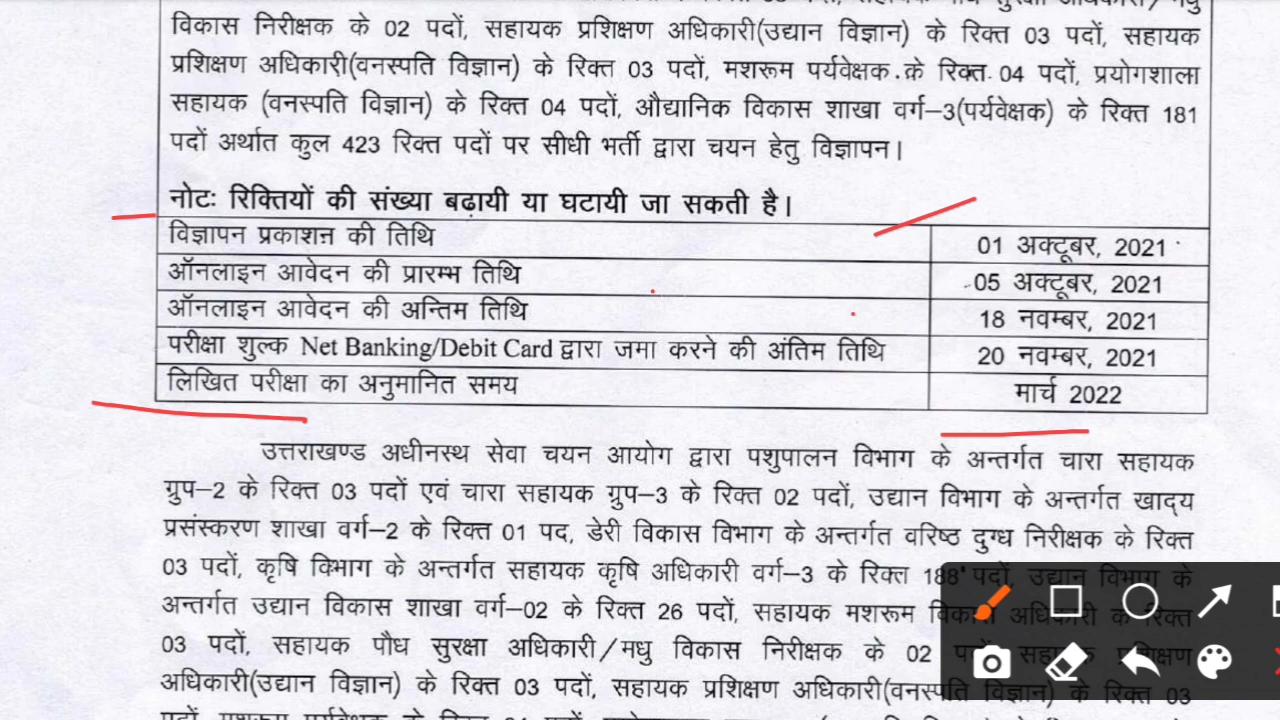 विकास निरीक्षक के 02 पदों, सहायक प्रशिक्षण अधिकारी(उद्यान विज्ञान) के रिक्त 03 पदों, सहायक
प्रशिक्षण अधिकारी(वनस्पति विज्ञान) के रिक्त 03 पदों, मशरूम पर्यवेक्षक के रिक्त 04 पदों, प्रयोगशाला
सहायक (वनस्पति विज्ञान) के रिक्त 04 पदों, औद्यानिक विकास शाखा वर्ग–3(पर्यवेक्षक) के रिक्त 181
पदों अर्थात कुल 423 रिक्त पदों पर सीधी भर्ती द्वारा चयन हेतु विज्ञापन।
नोटः रिक्तियों की संख्या बढ़ायी या घटायी जा सकती है।
विज्ञापन प्रकाशन की तिथि 01 अक्टूबर, 2021
ऑनलाइन आवेदन की प्रारम्भ तिथि 05 अक्टूबर, 2021
ऑनलाइन आवेदन की अन्तिम तिथि 18 नवम्बर, 2021
परीक्षा शुल्क Net Banking/Debit Card द्वारा जमा करने की अंतिम तिथि 20 नवम्बर, 2021
लिखित परीक्षा का अनुमानित समय मार्च 2022
उत्तराखण्ड अधीनस्थ सेवा चयन आयोग द्वारा पशुपालन विभाग के अन्तर्गत चारा सहायक
ग्रुप–2 के रिक्त 03 पदों एवं चारा सहायक ग्रुप–3 के रिक्त 02 पदों, उद्यान विभाग के अन्तर्गत खाद्य
प्रसंस्करण शाखा वर्ग–2 के रिक्त 01 पद, डेरी विकास विभाग के अन्तर्गत वरिष्ठ दुग्ध निरीक्षक के रिक्त
03 पदों, कृषि विभाग के अन्तर्गत सहायक कृषि अधिकारी वर्ग–3 के रिक्त 188 पदों, उद्यान विभाग के
अन्तर्गत उद्यान विकास शाखा वर्ग–02 के रिक्त 26 पदों, सहायक मशरूम विकास अधिकारी के रिक्त
03 पदों, सहायक पौध सुरक्षा अधिकारी/मधु विकास निरीक्षक के 02 पदों सहायक प्रशिक्षण
अधिकारी(उद्यान विज्ञान) के रिक्त 03 पदों, सहायक प्रशिक्षण अधिकारी(वनस्पति विज्ञान) के रिक्त 03